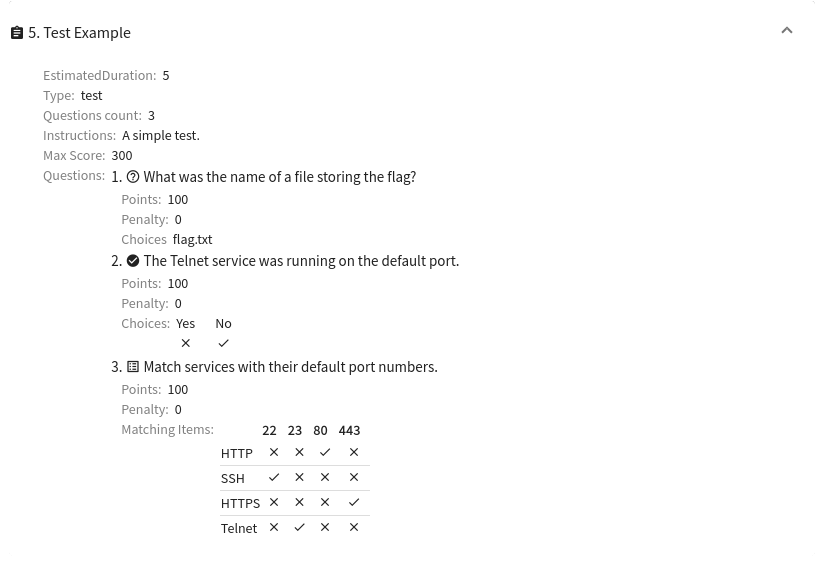 5. Test Example
EstimatedDuration: 5
Type: test
Questions count: 3
Instructions: A simple test.
Max Score: 300
Questions: 1. What was the name of a file storing the flag?
Points: 100
Penalty: 0
Choices flag.txt
2. The Telnet service was running on the default port.
Points: 100
Penalty: 0
Choices: Yes No
3. Match services with their default port numbers.
Points: 100
Penalty: 0
Matching Items: 22 23 80 443
HTTP
SSH
HTTPS
Telnet